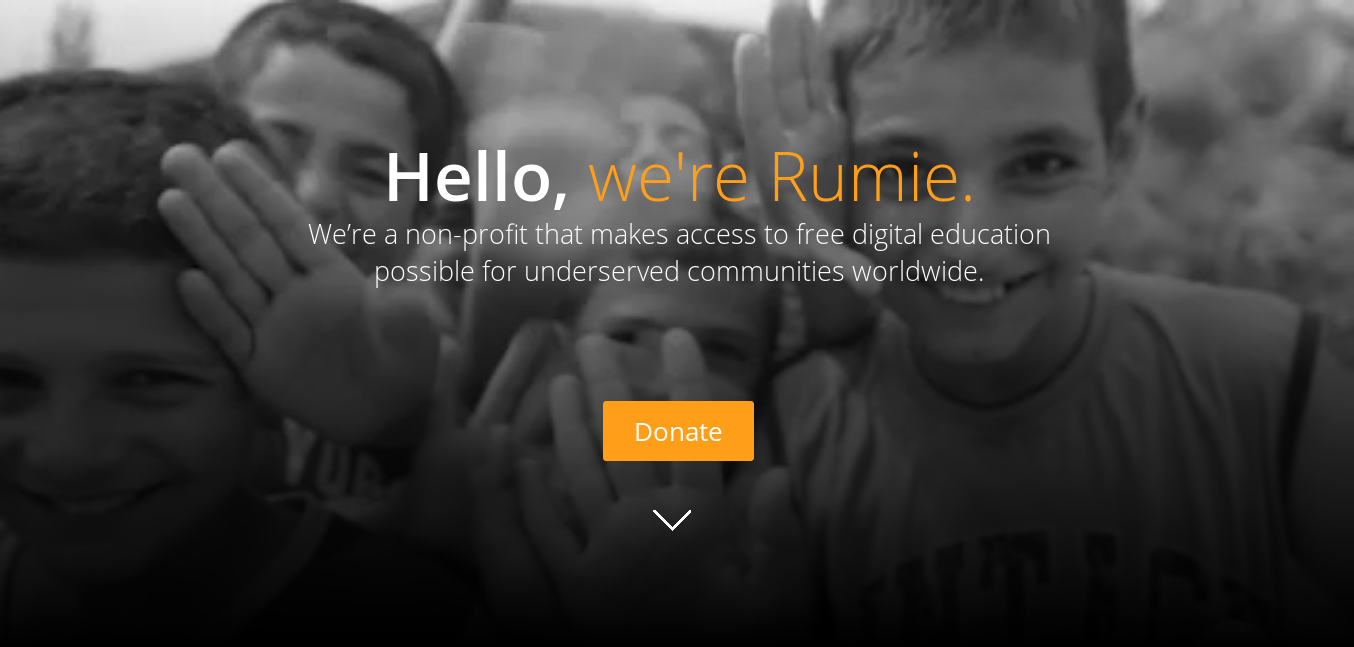 Hello, we're Rumie.
We’re a non-profit that makes access to free digital education
possible for underserved communities worldwide.
Donate